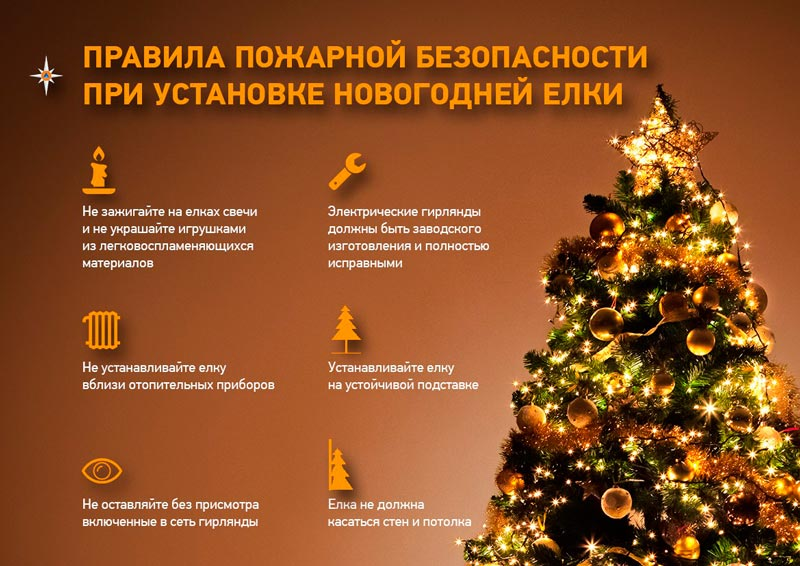 ПРАВИЛА ПОЖАРНОЙ БЕЗОПАСНОСТИ
ПРИ УСТАНОВКЕ НОВОГОДНЕЙ ЕЛКИ
Не зажигайте на елках свечи
и не украшайте игрушками
из легковоспламеняющихся
материалов
Электрические гирлянды
должны быть заводского
изготовления и полностью
исправными
Не устанавливайте елку
вблизи отопительных приборов
Устанавливайте елку
на устойчивой подставке
Не оставляйте без присмотра
включенные в сеть гирлянды
Елка не должна
касаться стен и потолка